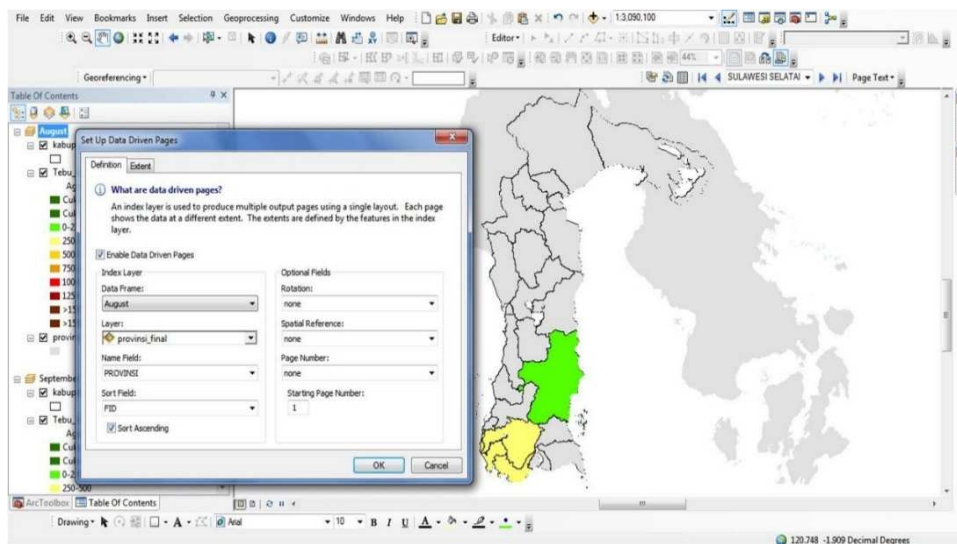 File Edit View Bookmarks Insert Selection Geoprocessing Customize Windows Help 1:3,090,100
Editor
44%
Georeferencing SULAWESI SELATAI Page Text
Table Of Contents
August
kabup
Tebu_
0-2
250
500
750
100
125
>15
>15
provin
Septembe
kabup
Tebu_
0-2
250-500
Set Up Data Driven Pages
Definition Extent
What are data driven pages?
An index layer is used to produce multiple output pages using a single layout. Each page
shows the data at a different extent. The extents are defined by the features in the index
layer.
Enable Data Driven Pages
Index Layer Optional Fields
Data Frame: Rotation:
August none
Layer: Spatial Reference:
provinsi_final none
Name Field: Page Number:
PROVINSI none
Sort Field: Starting Page Number:
FID 1
Sort Ascending
OK Cancel
ArcToolbox Table Of Contents
Drawing A Arial 10 B I U A
120.748 -1.909 Decimal Degrees